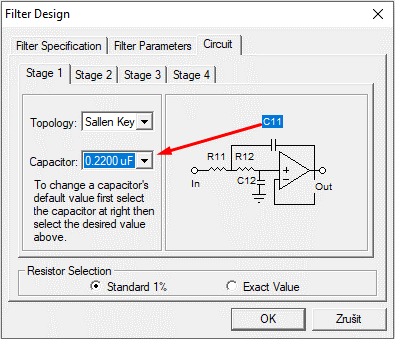 Filter Design
Filter Specification Filter Parameters Circuit
Stage 1 Stage 2 Stage 3 Stage 4
Topology: Sallen Key
Capacitor: 0.2200 uF
To change a capacitor's
default value first select
the capacitor at right then
select the desired value
above.
C11
R11 R12
C12
In
Out
Resistor Selection
Standard 1% Exact Value
OK Zrušit